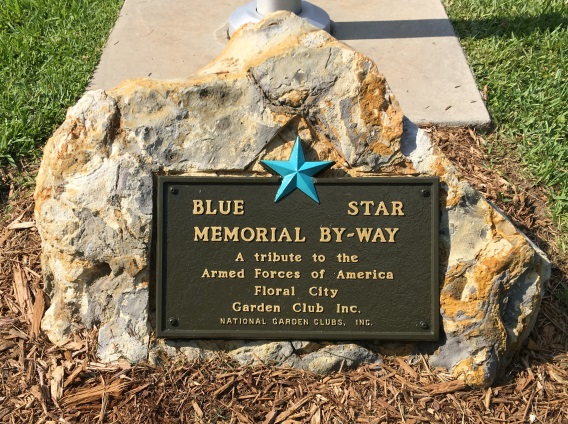 BLUE STAR
MEMORIAL BY-WAY
A tribute to the
Armed Forces of America
Floral City
Garden Club Inc.
NATIONAL GARDEN CLUBS, INC.